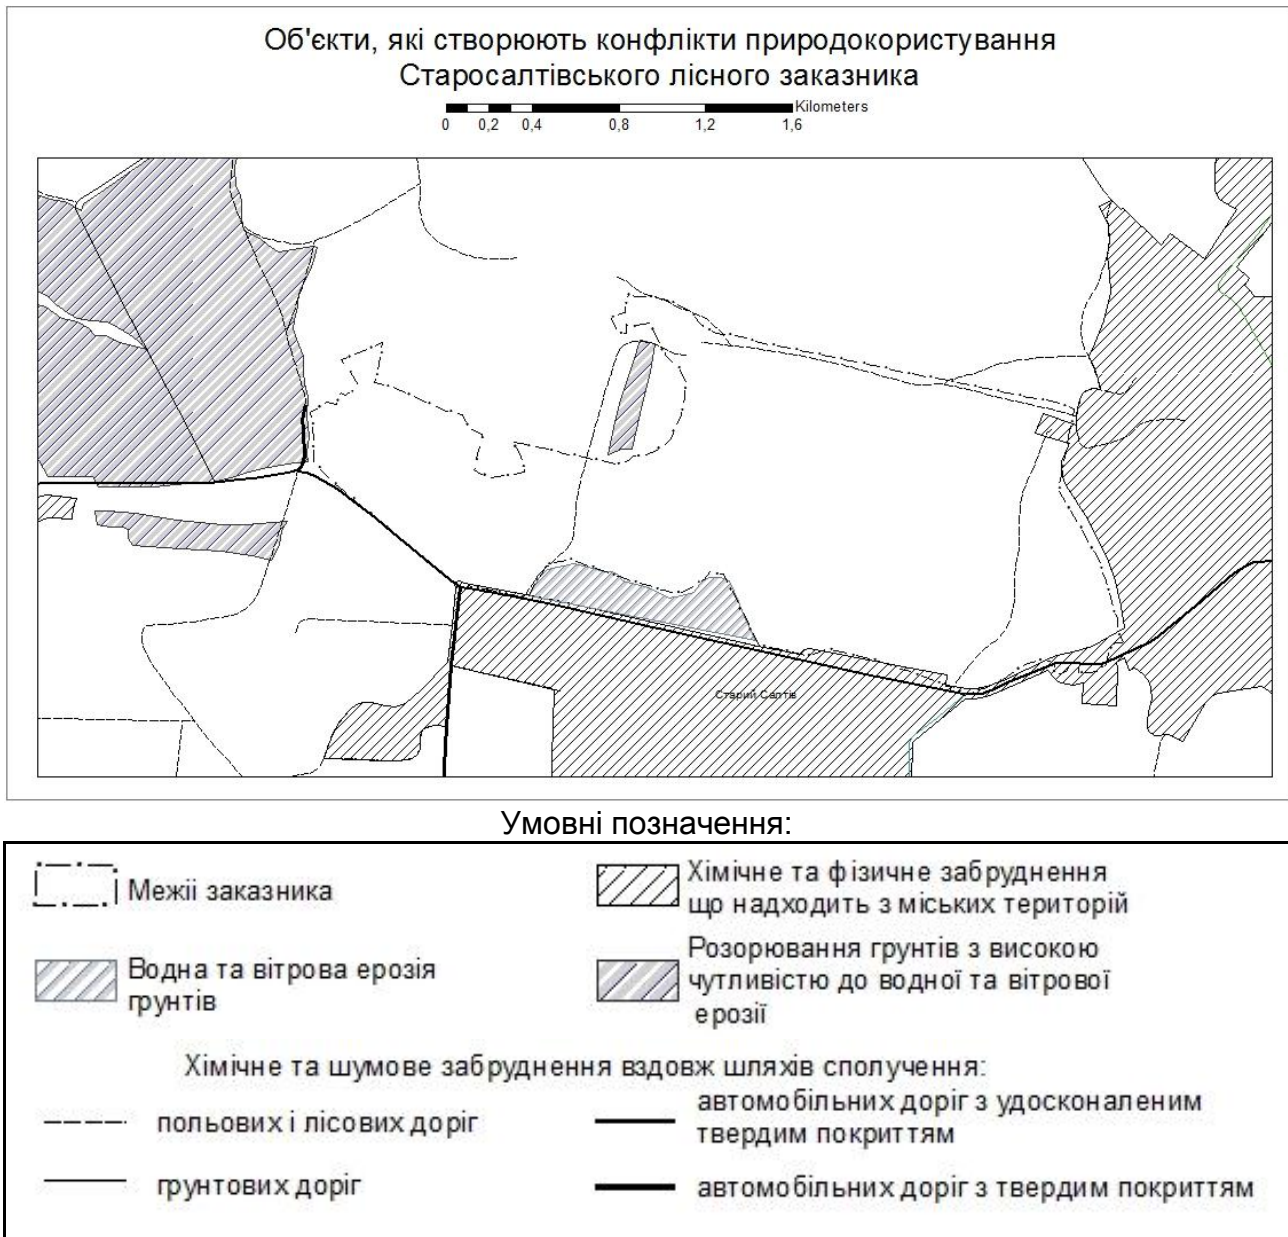 Об'єкти, які створюють конфлікти природокористування
Старосалтівського лісного заказника
Kilometers
0 0,2 0,4 0,8 1,2 1,6
Старий Салтів
Умовні позначення:
Межіі заказника
Хімічне та фізичне забруднення
що надходить з міських територій
Водна та вітрова ерозія
грунтів
Розорювання грунтів з високою
чутливістю до водної та вітрової
ерозії
Хімічне та шумове забруднення вздовж шляхів сполучення:
польових і лісових доріг
автомобільних доріг з удосконаленим
твердим покриттям
грунтових доріг
автомобільних доріг з твердим покриттям